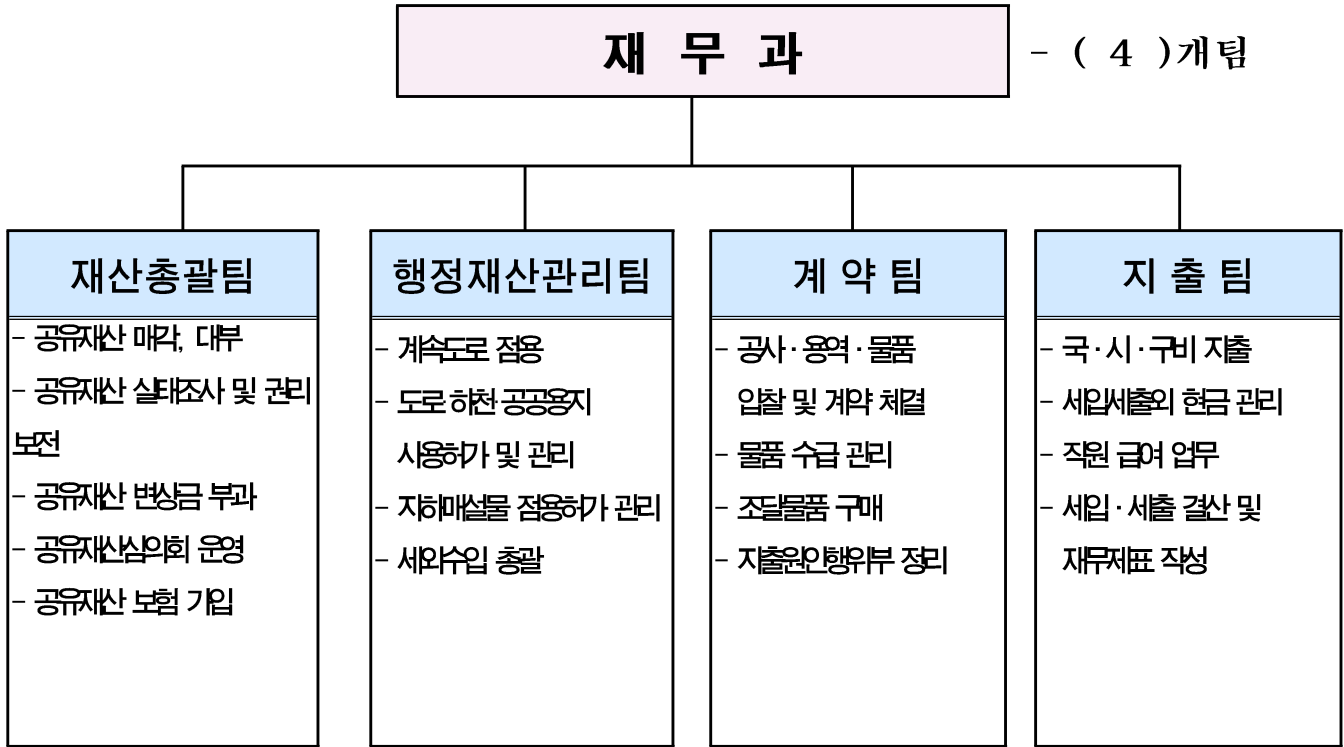 재 무 과
- ( 4 )개팀
재산총괄팀
- 공유재산 매각, 대부
- 공유재산 실태조사 및 권리
보전
- 공유재산 변상금 부과
- 공유재산심의회 운영
- 공유재산 보험 가입
행정재산관리팀
- 계속도로 점용
- 도로·하천·공공용지
사용허가 및 관리
- 지하매설물 점용허가 관리
- 세외수입 총괄
계 약 팀
- 공사·용역·물품
입찰 및 계약 체결
- 물품 수급 관리
- 조달물품 구매
- 지출원인행위부 정리
지 출 팀
- 국·시·구비 지출
- 세입세출외 현금 관리
- 직원 급여 업무
- 세입·세출 결산 및
재무제표 작성